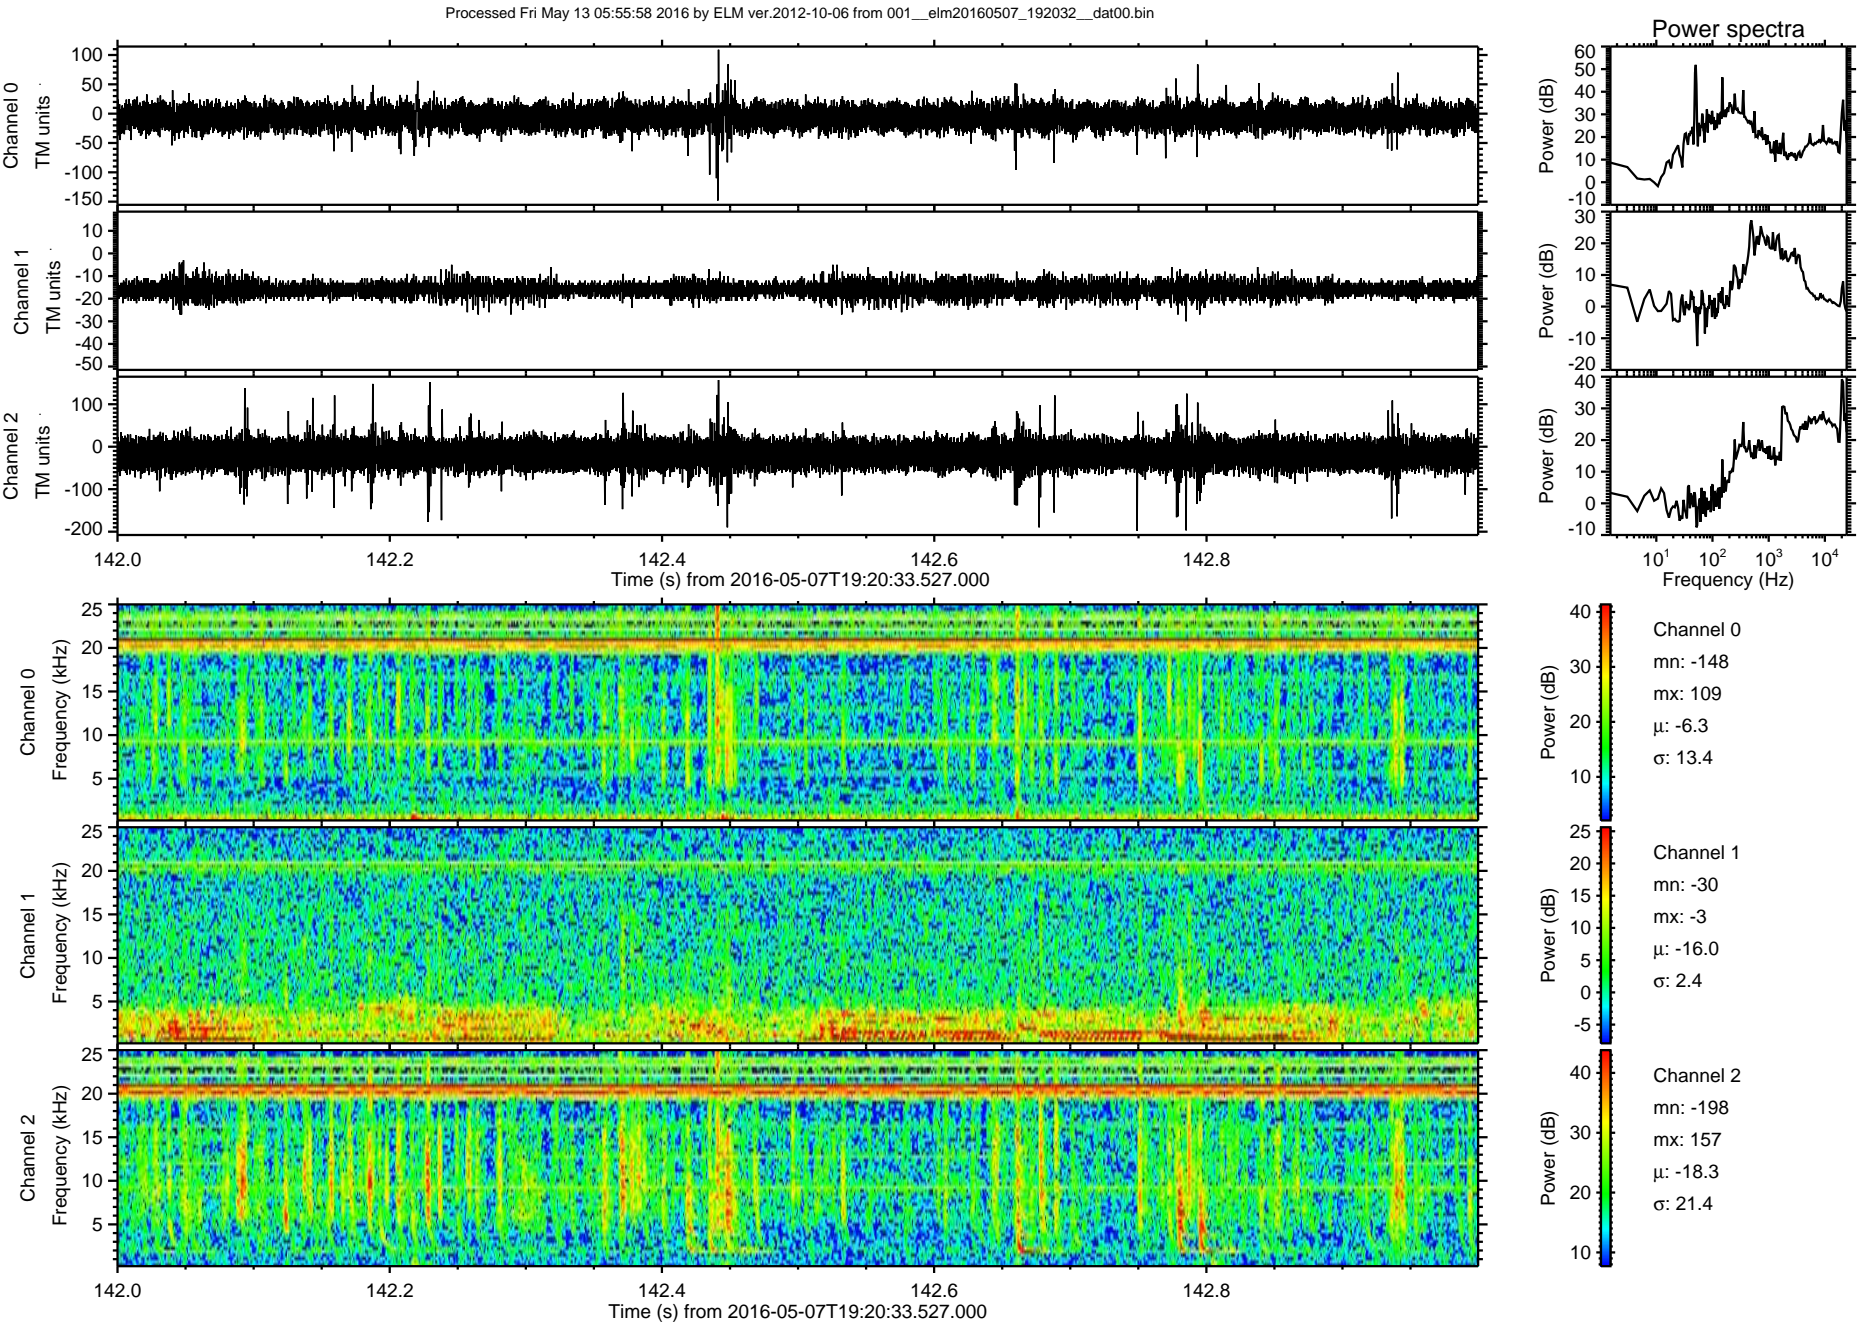 Processed Fri May 13 05:55:58 2016 by ELM ver.2012-10-06 from 001__elm20160507_192032__dat00.bin
Power spectra
Channel 0
TM units
100
50
0
-50
-100
-150
Power (dB)
60
50
40
30
20
10
0
-10
Channel 1
TM units
10
0
-10
-20
-30
-40
-50
Power (dB)
30
20
10
0
-10
-20
Channel 2
TM units
100
0
-100
-200
Power (dB)
40
30
20
10
0
-10
142.0
142.2
142.4
142.6
142.8
Time (s) from 2016-05-07T19:20:33.527.000
10^1
10^2
10^3
10^4
Frequency (Hz)
Channel 0
Frequency (kHz)
25
20
15
10
5
Power (dB)
40
30
20
10
Channel 0
mn: -148
mx: 109
μ: -6.3
σ: 13.4
Channel 1
Frequency (kHz)
25
20
15
10
5
Power (dB)
25
20
15
10
5
0
-5
Channel 1
mn: -30
mx: -3
μ: -16.0
σ: 2.4
Channel 2
Frequency (kHz)
25
20
15
10
5
Power (dB)
40
30
20
10
Channel 2
mn: -198
mx: 157
μ: -18.3
σ: 21.4
142.0
142.2
142.4
142.6
142.8
Time (s) from 2016-05-07T19:20:33.527.000